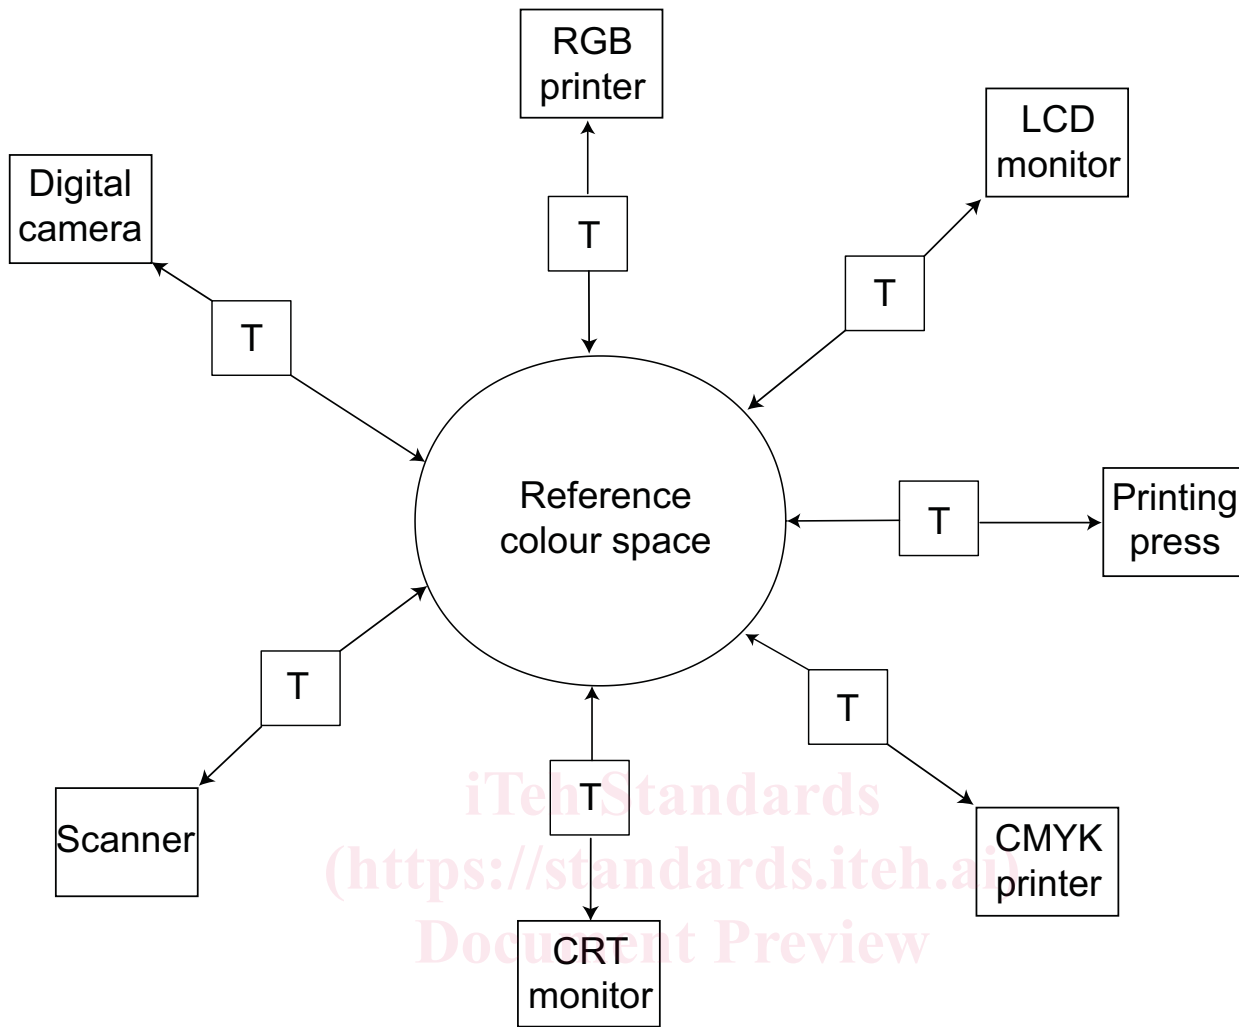 RGB
printer
LCD
monitor
Digital
camera
T
T
T
Reference
colour space
T
Printing
press
T
T
T
Scanner
CMYK
printer
CRT
monitor
iTeh Standards
(https://standards.iteh.ai)
Document Preview